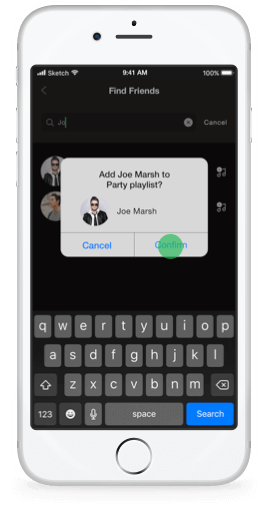 Sketch 9:41 AM 100%
Find Friends
Jo Cancel
Add Joe Marsh to
Party playlist?
Joe Marsh
Cancel Confirm
q w e r t y u i o p
a s d f g h j k l
z x c v b n m
123 space Search